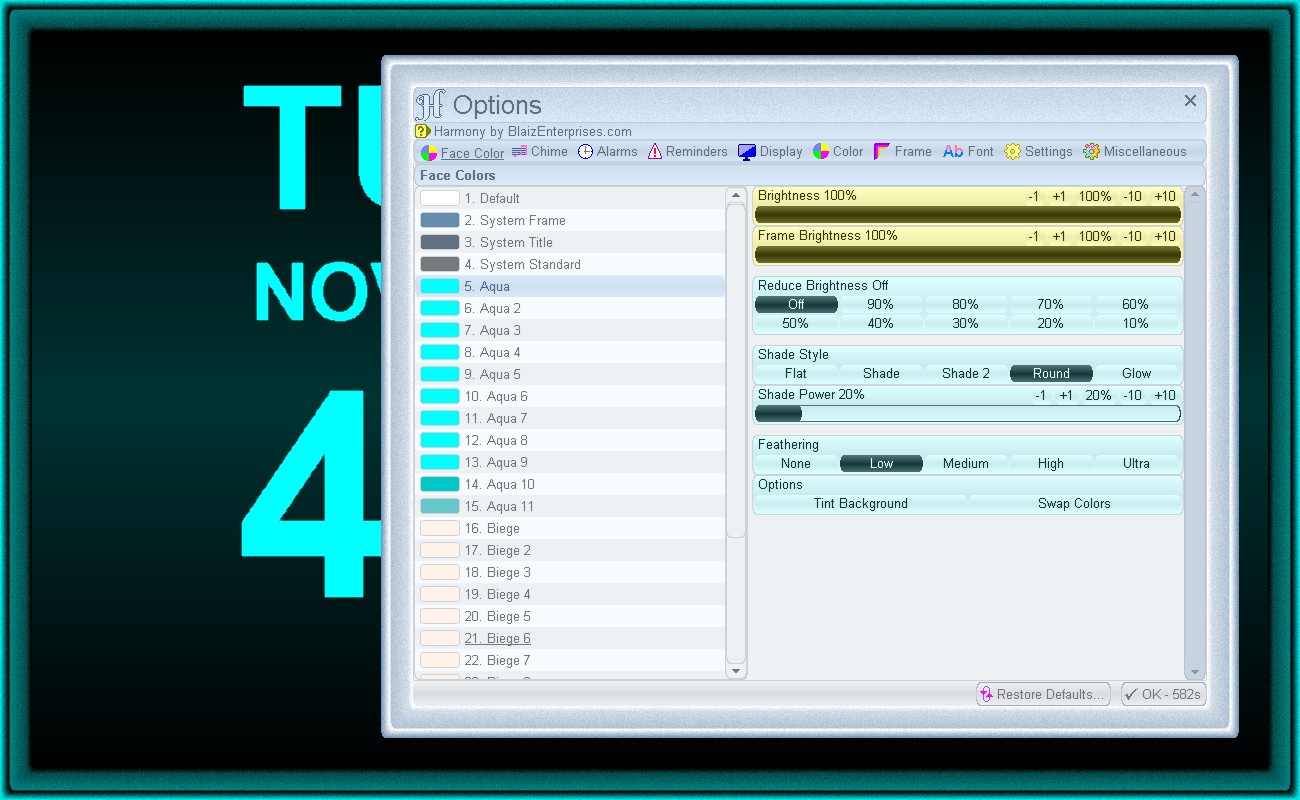 TU
NOV
4
Options
Harmony by BlaizEnterprises.com
Face Color Chime Alarms Reminders Display Color Frame Font Settings Miscellaneous
Face Colors
1. Default
2. System Frame
3. System Title
4. System Standard
5. Aqua
6. Aqua 2
7. Aqua 3
8. Aqua 4
9. Aqua 5
10. Aqua 6
11. Aqua 7
12. Aqua 8
13. Aqua 9
14. Aqua 10
15. Aqua 11
16. Biege
17. Biege 2
18. Biege 3
19. Biege 4
20. Biege 5
21. Biege 6
22. Biege 7
Brightness 100% -1 +1 100% -10 +10
Frame Brightness 100% -1 +1 100% -10 +10
Reduce Brightness Off
Off 90% 80% 70% 60%
50% 40% 30% 20% 10%
Shade Style
Flat Shade Shade 2 Round Glow
Shade Power 20% -1 +1 20% -10 +10
Feathering
None Low Medium High Ultra
Options
Tint Background Swap Colors
Restore Defaults... OK - 582s